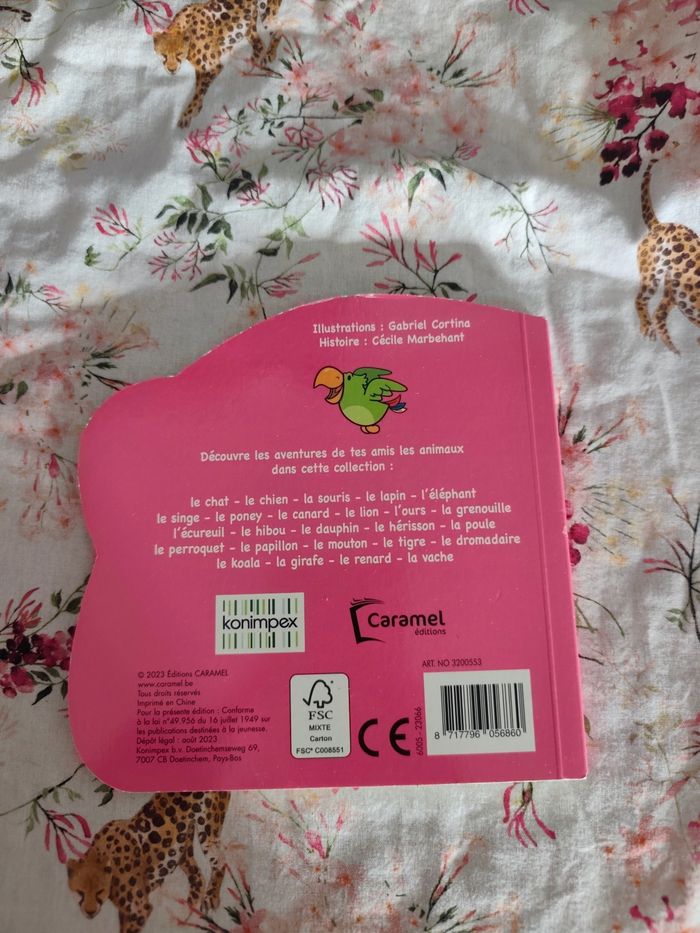 Illustrations : Gabriel Cortina
Histoire : Cécile Marbehant
Découvre les aventures de tes amis les animaux
dans cette collection :
le chat - le chien - la souris - le lapin - l'éléphant
le singe - le poney - le canard - le lion - l'ours - la grenouille
l'écureuil - le hibou - le dauphin - le hérisson - la poule
le perroquet - le papillon - le mouton - le tigre - le dromadaire
le koala - la girafe - le renard - la vache
konimpex
Caramel
éditions
© 2023 Éditions CARAMEL
www.caramel.be
Tous droits réservés
Imprimé en Chine
Pour la présente édition : Conforme
à la loi n°49.956 du 16 juillet 1949 sur
les publications destinées à la jeunesse.
Dépôt légal : août 2023
Konimpex b.v. Doetinchemseweg 69,
7007 CB Doetinchem, Pays-Bas
FSC
MIXTE
Carton
FSC® C008551
CE
6005 - 23066
ART. NO 3200553
8 717796 056860